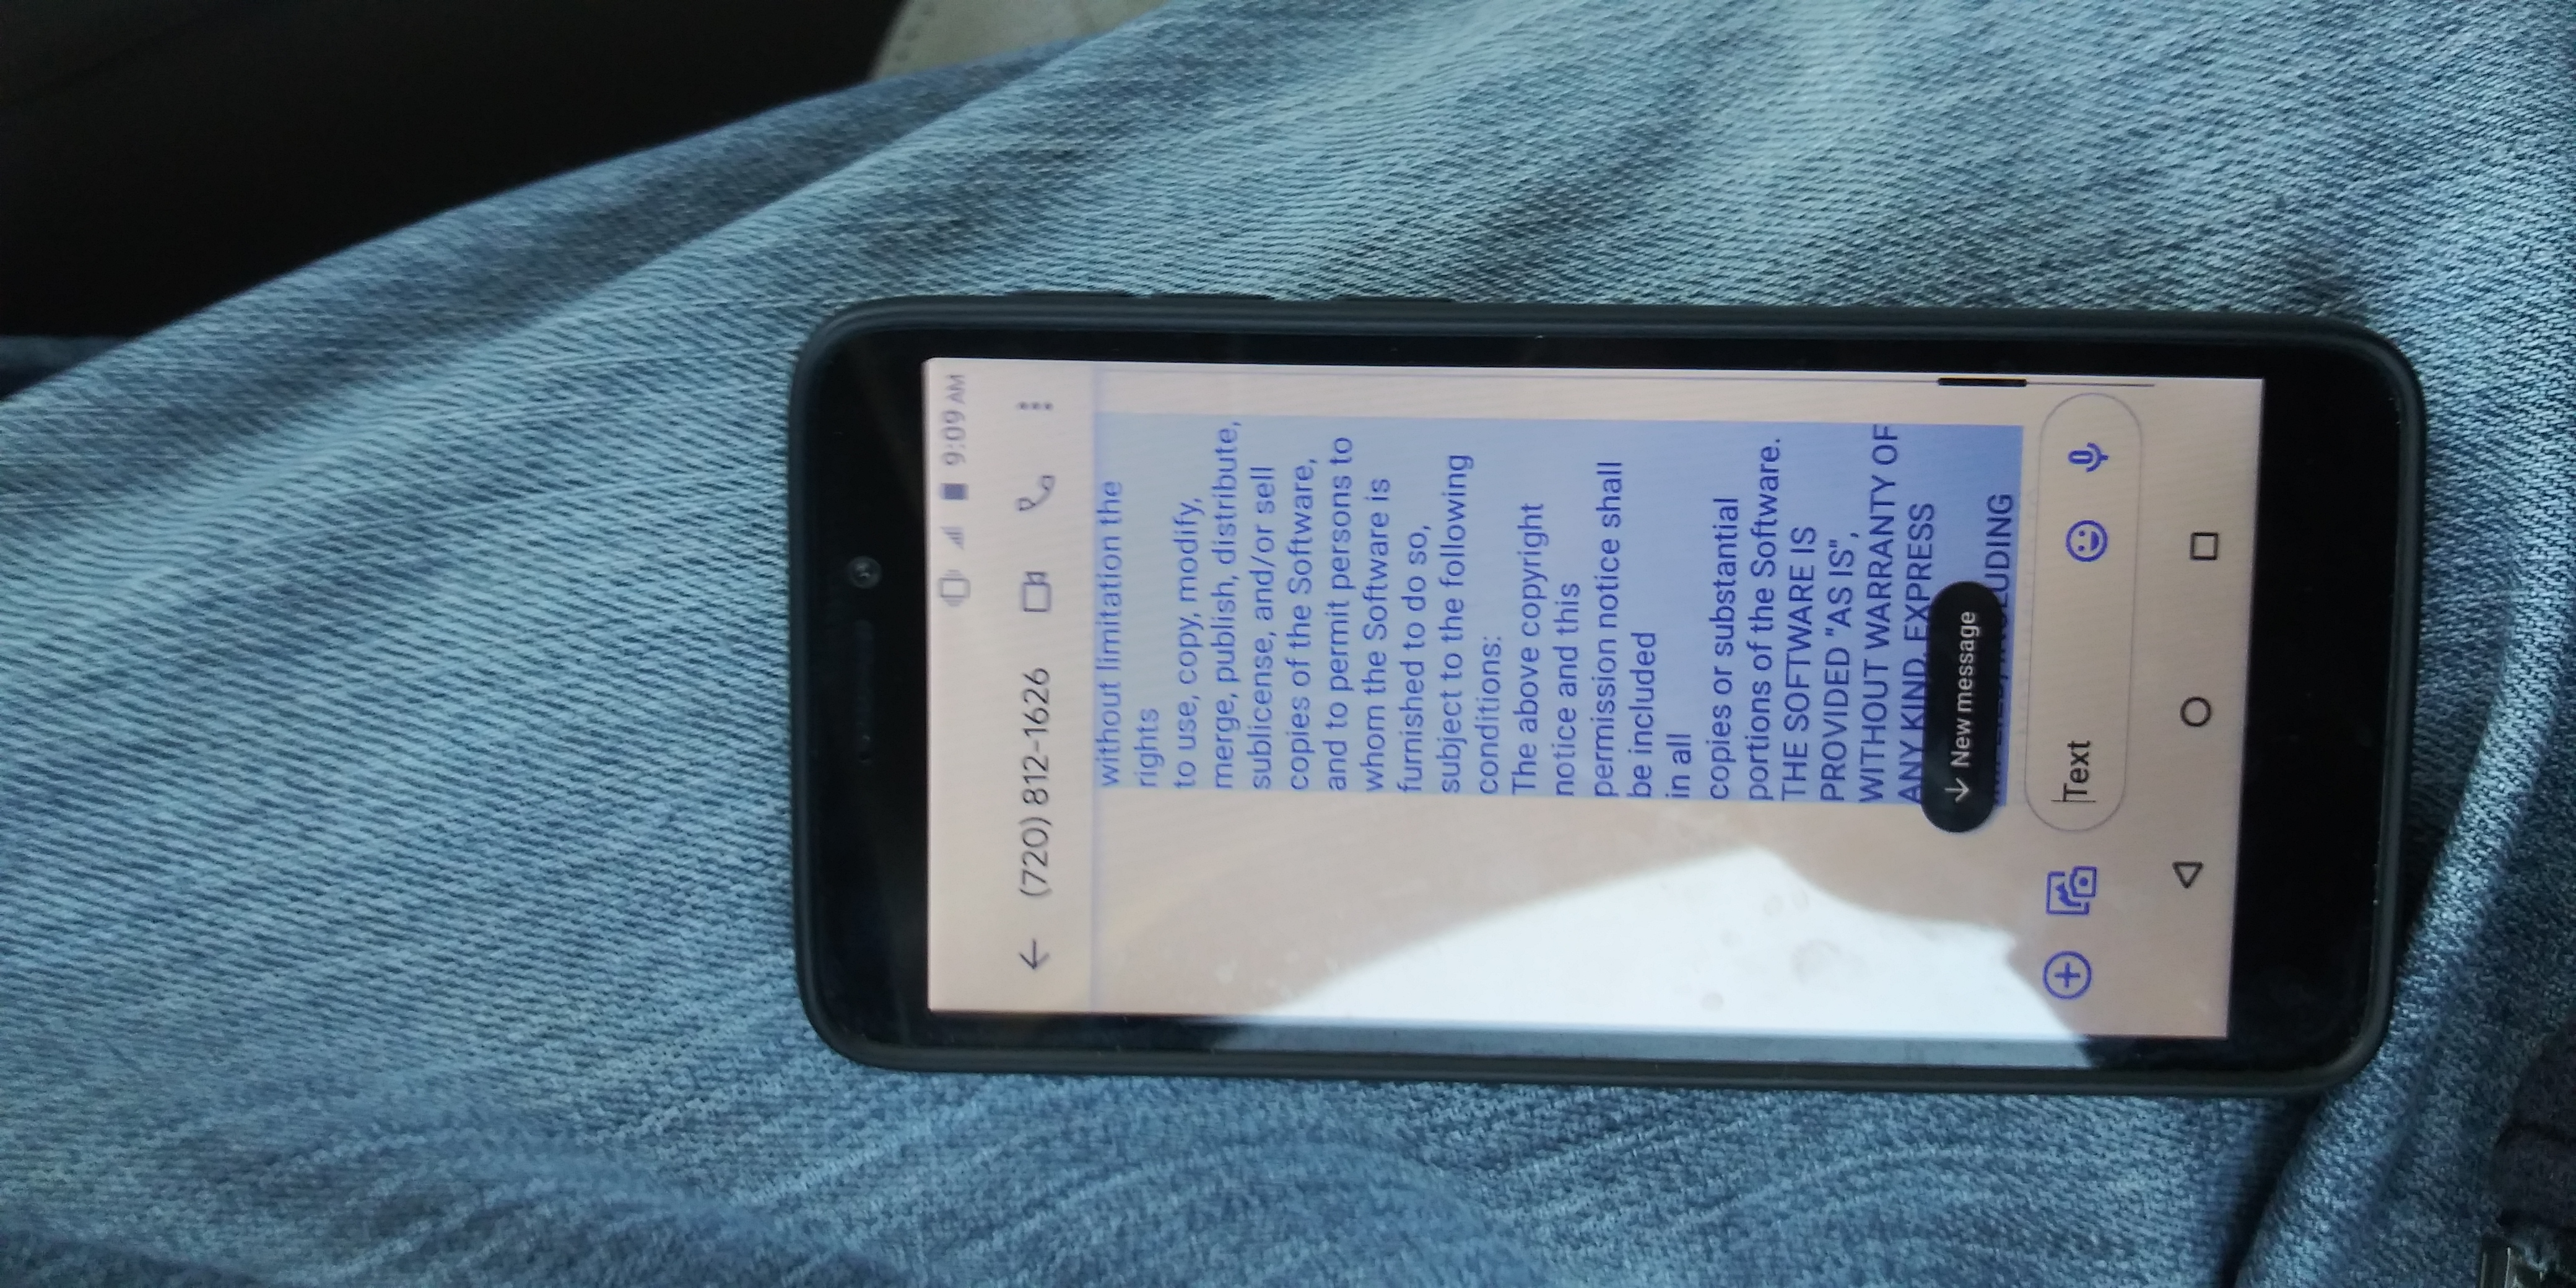 9:09 AM
(720) 812-1626
without limitation the
rights
to use, copy, modify,
merge, publish, distribute,
sublicense, and/or sell
copies of the Software,
and to permit persons to
whom the Software is
furnished to do so,
subject to the following
conditions:
The above copyright
notice and this
permission notice shall
be included
in all
copies or substantial
portions of the Software.
THE SOFTWARE IS
PROVIDED "AS IS",
WITHOUT WARRANTY OF
ANY KIND, EXPRESS
New message
Text